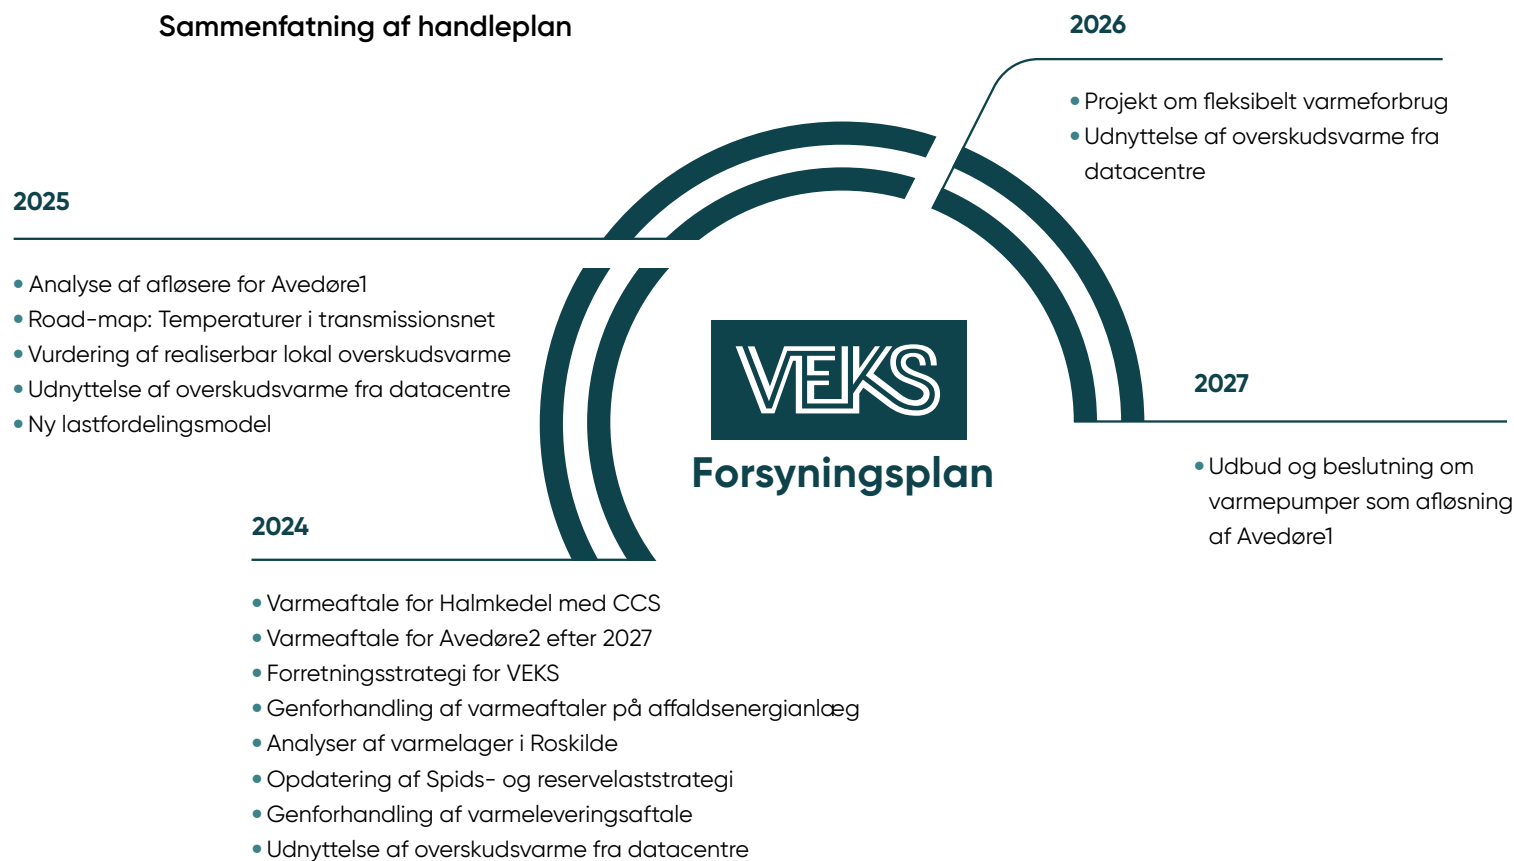 Sammenfatning af handleplan
2024
• Varmeaftale for Halmkedel med CCS
• Varmeaftale for Avedøre2 efter 2027
• Forretningsstrategi for VEKS
• Genforhandling af varmeaftaler på affaldsenergianlæg
• Analyser af varmelager i Roskilde
• Opdatering af Spids- og reservelaststrategi
• Genforhandling af varmeleveringsaftale
• Udnyttelse af overskudsvarme fra datacentre
2025
• Analyse af afløsere for Avedøre1
• Road-map: Temperaturer i transmissionsnet
• Vurdering af realiserbar lokal overskudsvarme
• Udnyttelse af overskudsvarme fra datacentre
• Ny lastfordelingsmodel
2026
• Projekt om fleksibelt varmeforbrug
• Udnyttelse af overskudsvarme fra
datacentre
2027
• Udbud og beslutning om
varmepumper som afløsning
af Avedøre1
VEKS
Forsyningsplan